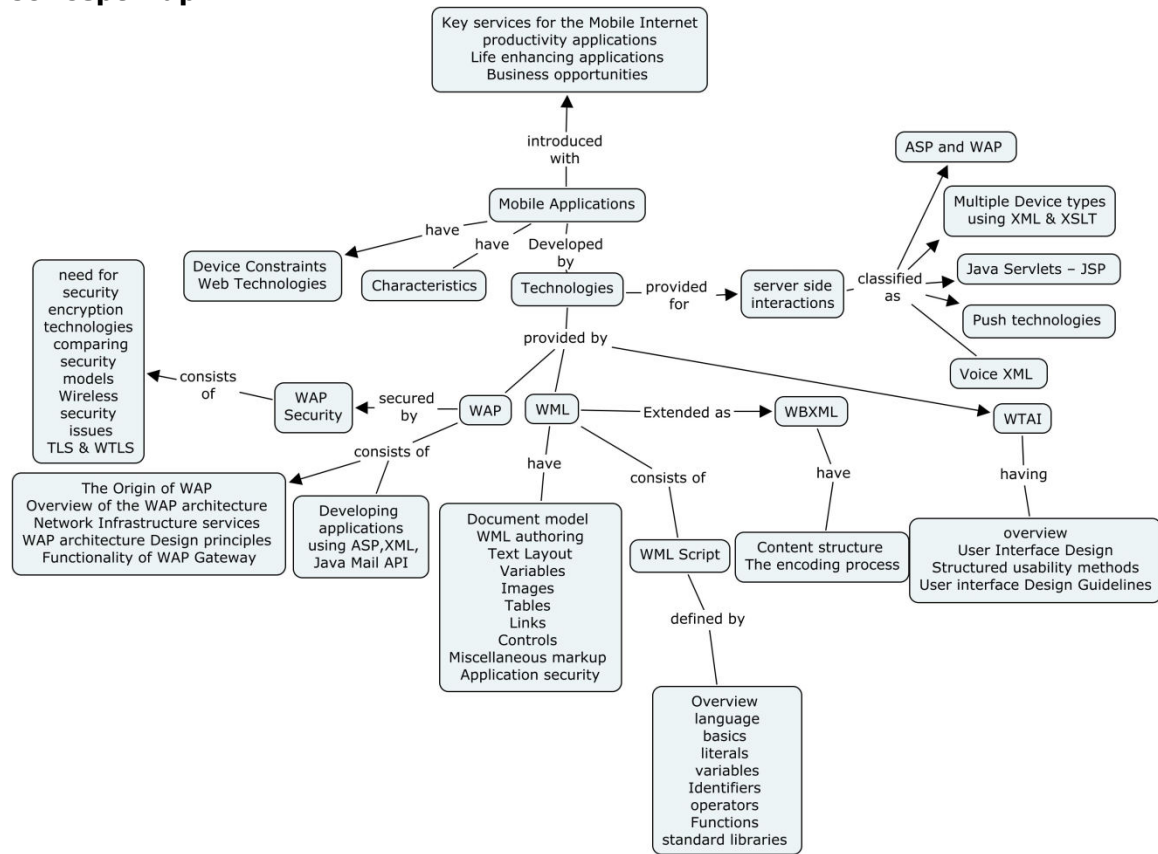 Key services for the Mobile Internet
productivity applications
Life enhancing applications
Business opportunities
introduced
with
Mobile Applications
have
have
Developed
by
Device Constraints
Web Technologies
Characteristics
Technologies
provided
for
server side
interactions
classified
as
ASP and WAP
Multiple Device types
using XML & XSLT
Java Servlets – JSP
Push technologies
Voice XML
provided by
need for
security
encryption
technologies
comparing
security
models
Wireless
security
issues
TLS & WTLS
consists
of
WAP
Security
secured
by
WAP
WML
Extended as
WBXML
WTAI
consists of
The Origin of WAP
Overview of the WAP architecture
Network Infrastructure services
WAP architecture Design principles
Functionality of WAP Gateway
Developing
applications
using ASP,XML,
Java Mail API
have
Document model
WML authoring
Text Layout
Variables
Images
Tables
Links
Controls
Miscellaneous markup
Application security
consists of
WML Script
defined by
Overview
language
basics
literals
variables
Identifiers
operators
Functions
standard libraries
have
Content structure
The encoding process
having
overview
User Interface Design
Structured usability methods
User interface Design Guidelines